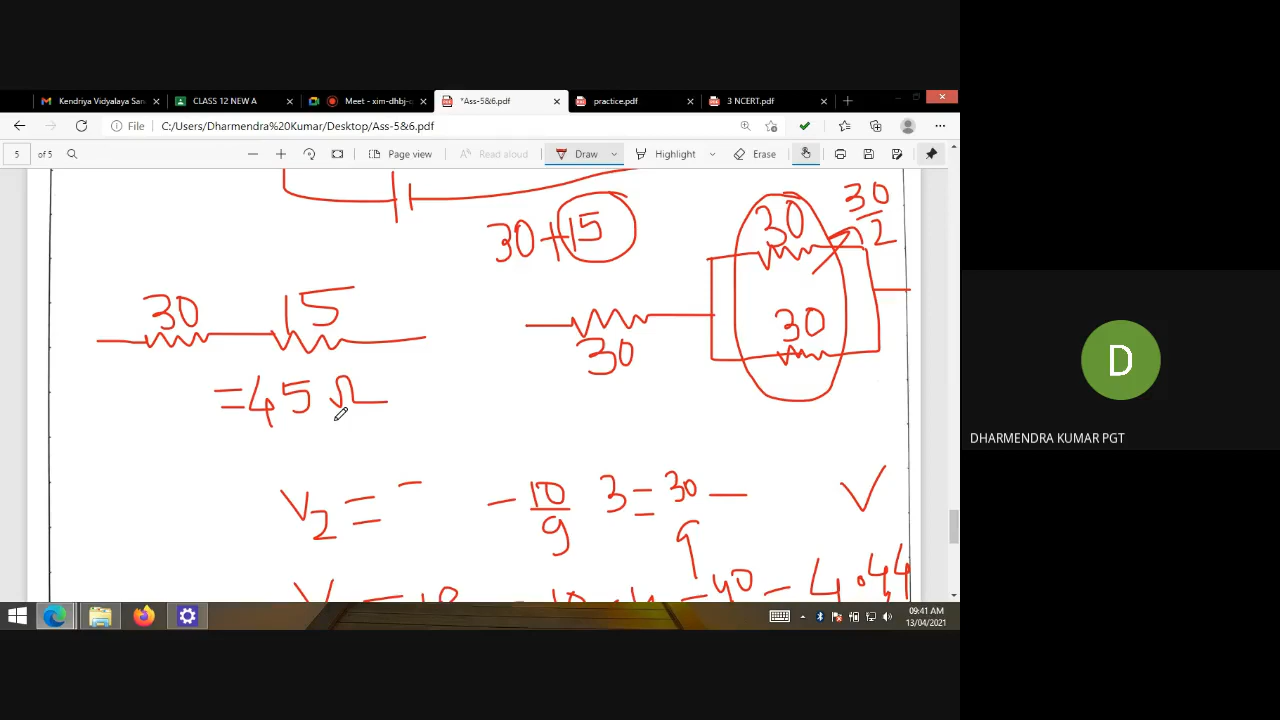 Kendriya Vidyalaya San
CLASS 12 NEW A
Meet - xim-dhbj-c
*Ass-5&6.pdf
practice.pdf
3 NCERT.pdf
File
C:/Users/Dharmendra%20Kumar/Desktop/Ass-5&6.pdf
5 of 5
Page view
Read aloud
Draw
Highlight
Erase
30+15
30
30
2
30 15
30
30
=45 Ω
V2 = - 10/9 3 = 30/9 V
40 - 4.44
DHARMENDRA KUMAR PGT
D
09:41 AM
13/04/2021